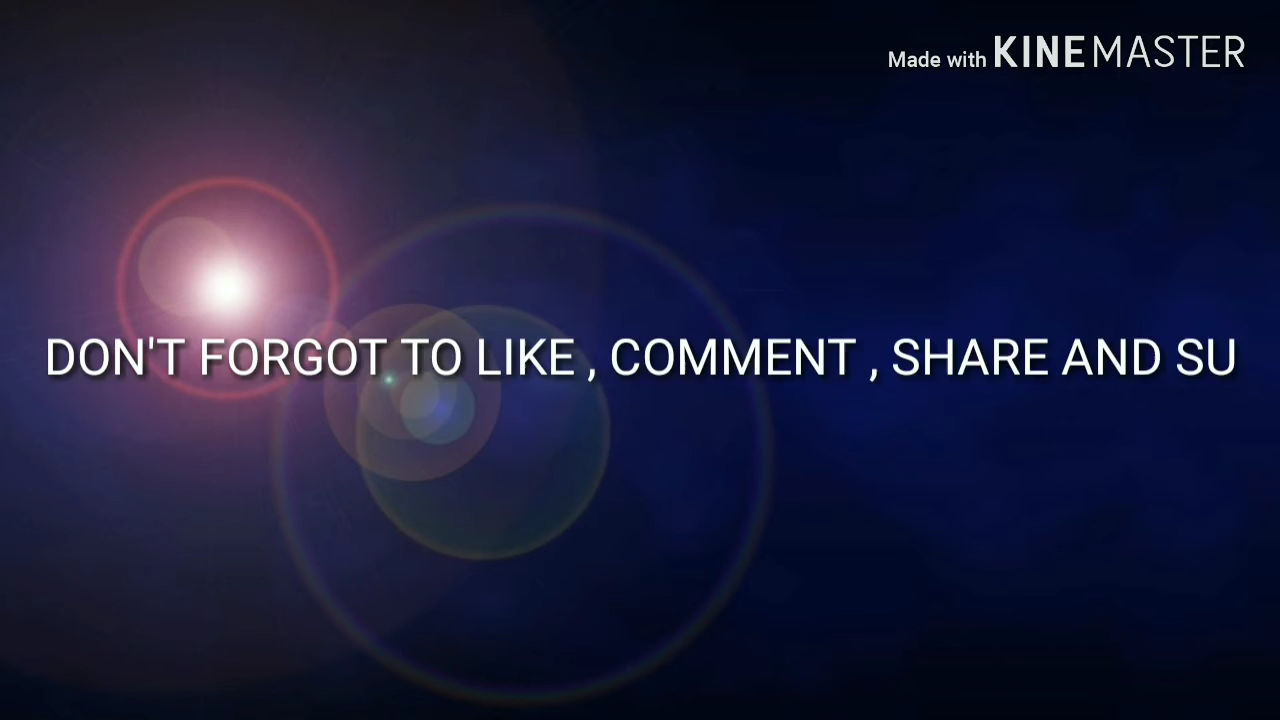 Made with KINEMASTER
DON'T FORGOT TO LIKE , COMMENT , SHARE AND SU